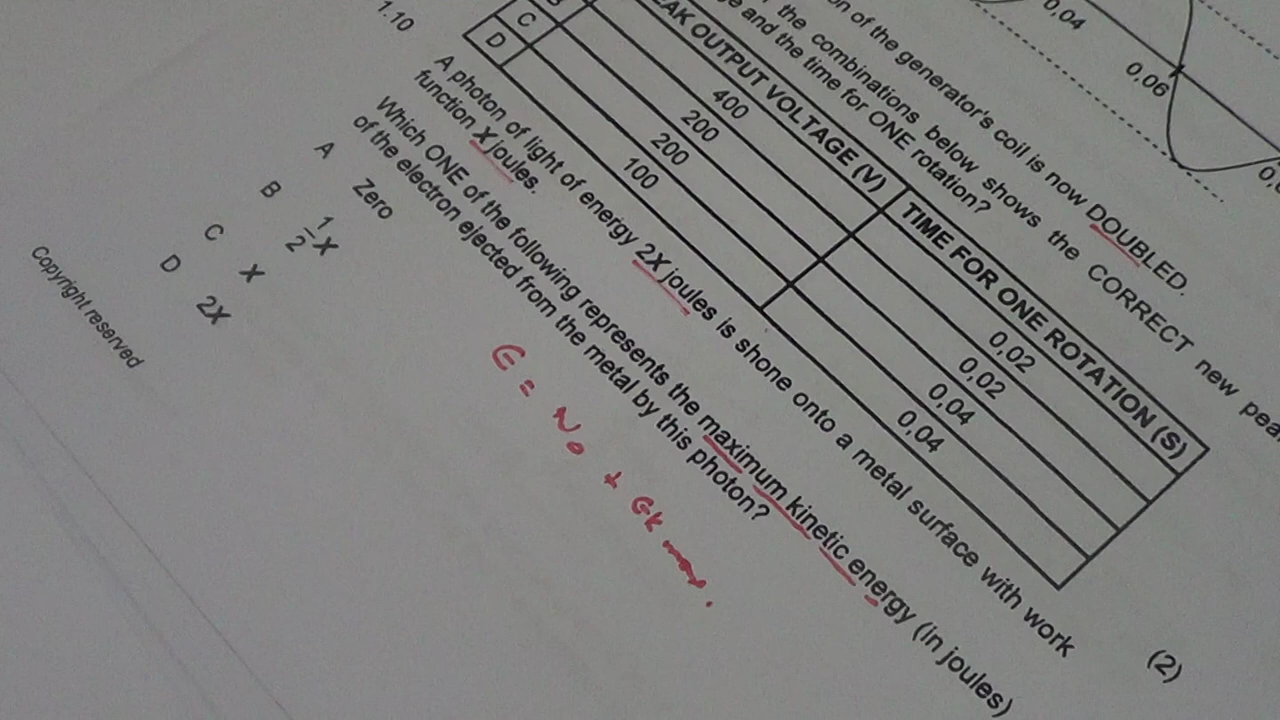 0,04
0,06
on of the generator's coil is now DOUBLED.
the combinations below shows the CORRECT new pea
and the time for ONE rotation?
EAK OUTPUT VOLTAGE (V) TIME FOR ONE ROTATION (S)
400 0,02
200 0,02
C 200 0,04
D 100 0,04
(2)
1.10 A photon of light of energy 2X joules is shone onto a metal surface with work
function X joules.
Which ONE of the following represents the maximum kinetic energy (in joules)
of the electron ejected from the metal by this photon?
A Zero
B 1/2 X
C X
D 2X
E = W₀ + Ek max.
Copyright reserved